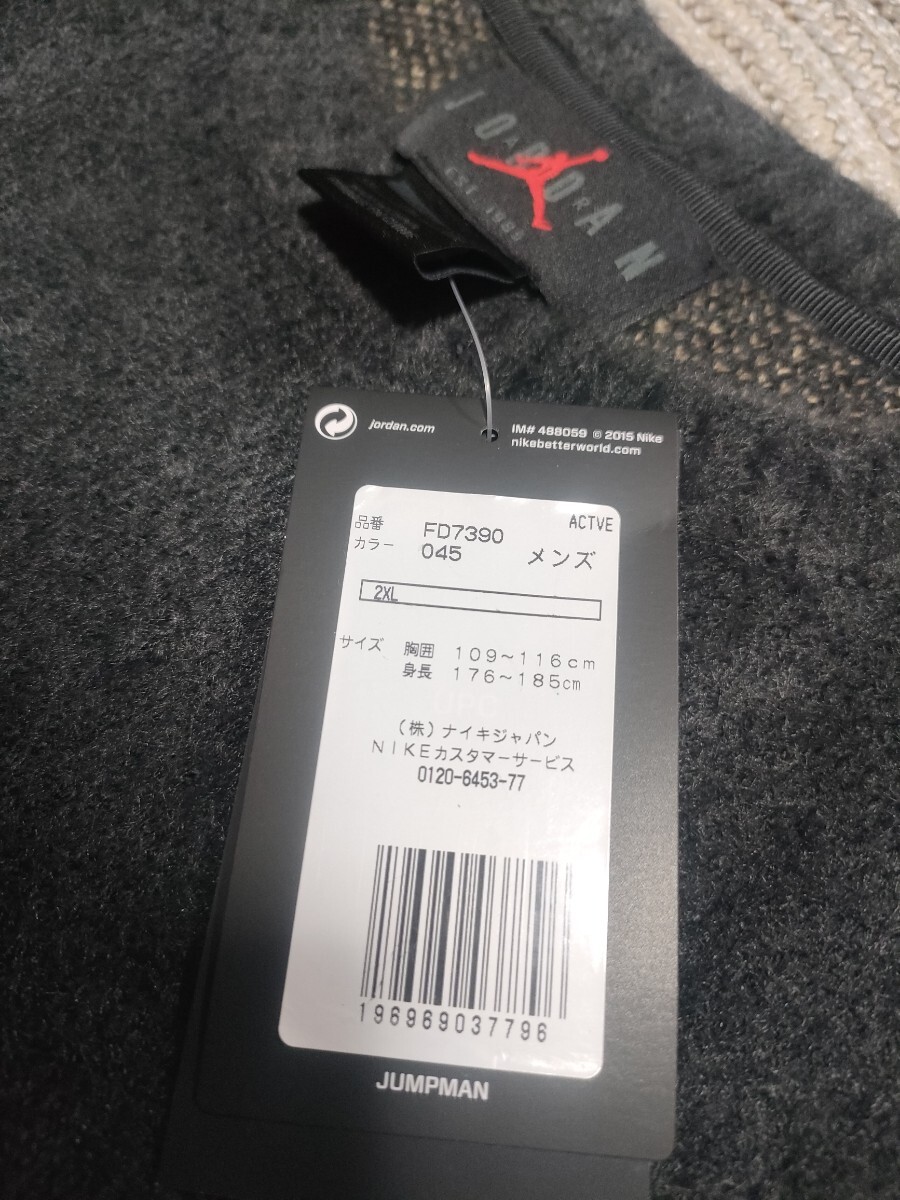 JORDAN
jordan.com
IM# 488059 © 2015 Nike
nikebetterworld.com
ACTVE
品番 FD7390
カラー 045 メンズ
2XL
サイズ 胸囲 109～116cm
身長 176～185cm
UPC
(株)ナイキジャパン
NIKEカスタマーサービス
0120-6453-77
196969037796
JUMPMAN